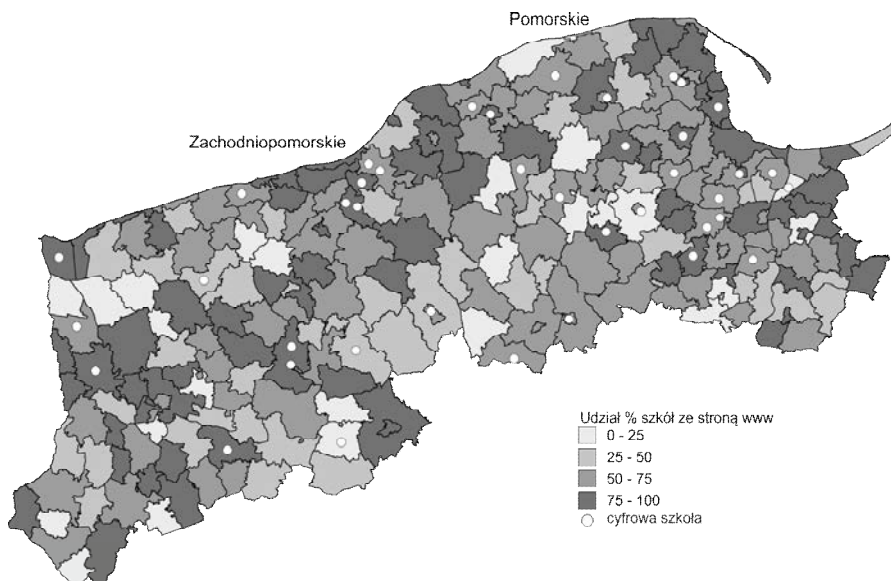 Pomorskie
Zachodniopomorskie
Udział % szkół ze stroną www
0 - 25
25 - 50
50 - 75
75 - 100
cyfrowa szkoła